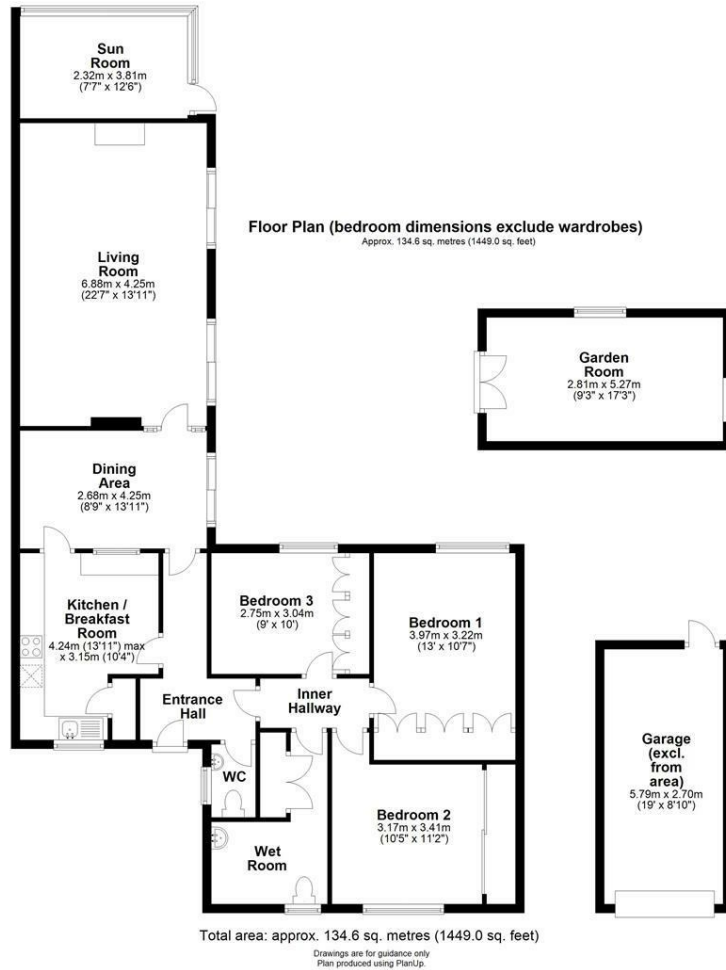 Sun
Room
2.32m x 3.81m
(7'7" x 12'6")
Floor Plan (bedroom dimensions exclude wardrobes)
Approx. 134.6 sq. metres (1449.0 sq. feet)
Living
Room
6.88m x 4.25m
(22'7" x 13'11")
Garden
Room
2.81m x 5.27m
(9'3" x 17'3")
Dining
Area
2.68m x 4.25m
(8'9" x 13'11")
Kitchen /
Breakfast
Room
4.24m (13'11") max
x 3.15m (10'4")
Bedroom 3
2.75m x 3.04m
(9' x 10')
Bedroom 1
3.97m x 3.22m
(13' x 10'7")
Entrance
Hall
Inner
Hallway
WC
Wet
Room
Bedroom 2
3.17m x 3.41m
(10'5" x 11'2")
Garage
(excl.
from
area)
5.79m x 2.70m
(19' x 8'10")
Total area: approx. 134.6 sq. metres (1449.0 sq. feet)
Drawings are for guidance only
Plan produced using PlanUp.